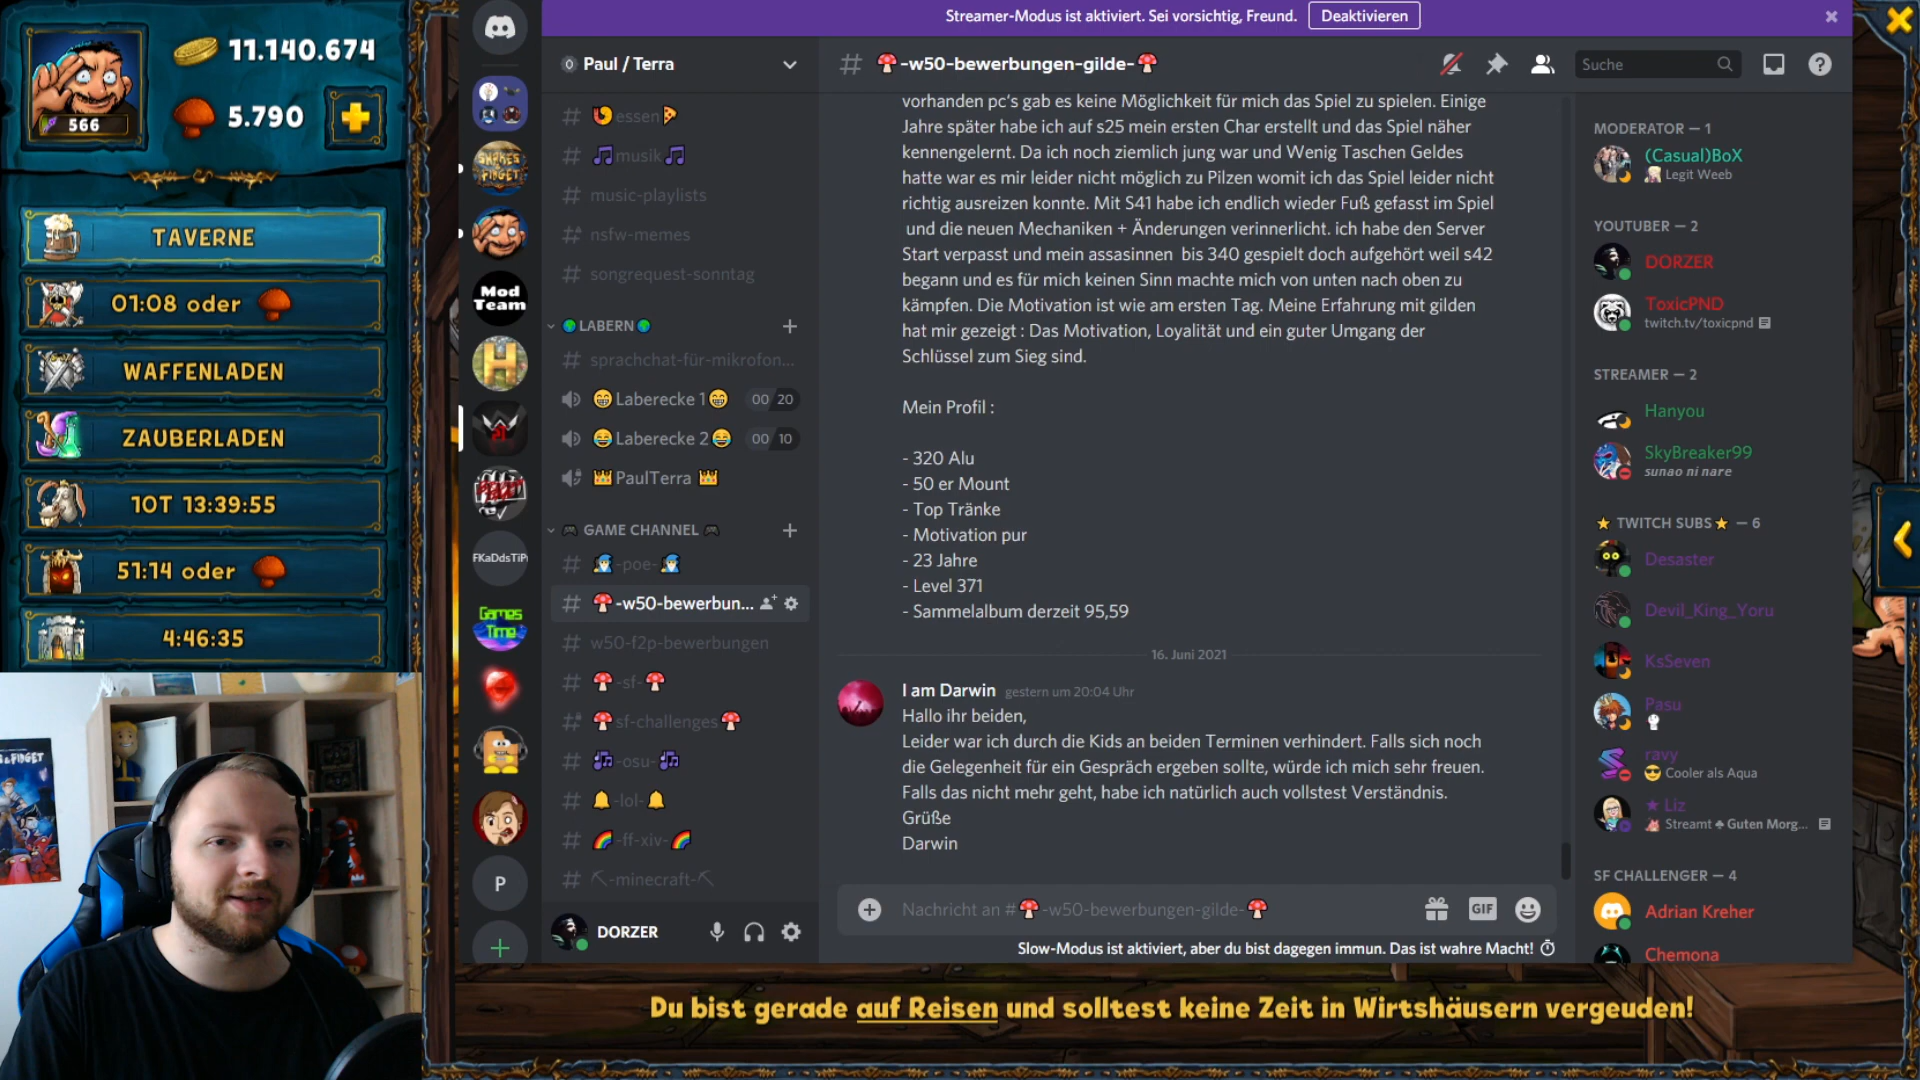 11.140.674
5.790
566
TAVERNE
01:08 oder
WAFFENLADEN
ZAUBERLADEN
10T 13:39:55
51:14 oder
4:46:35
Streamer-Modus ist aktiviert. Sei vorsichtig, Freund.
Deaktivieren
Mod
Team
H
FKaDdsTiP
Games
Time
P
Paul / Terra
essen
musik
music-playlists
nsfw-memes
songrequest-sonntag
LABERN
sprachchat-für-mikrofon...
Laberecke 1
00 20
Laberecke 2
00 10
PaulTerra
GAME CHANNEL
-poe-
-w50-bewerbun...
w50-f2p-bewerbungen
-sf-
sf-challenges
-osu-
-lol-
-ff-xiv-
-minecraft-
DORZER
-w50-bewerbungen-gilde-
Suche
vorhanden pc's gab es keine Möglichkeit für mich das Spiel zu spielen. Einige
Jahre später habe ich auf s25 mein ersten Char erstellt und das Spiel näher
kennengelernt. Da ich noch ziemlich jung war und Wenig Taschen Geldes
hatte war es mir leider nicht möglich zu Pilzen womit ich das Spiel leider nicht
richtig ausreizen konnte. Mit S41 habe ich endlich wieder Fuß gefasst im Spiel
und die neuen Mechaniken + Änderungen verinnerlicht. ich habe den Server
Start verpasst und mein assasinnen bis 340 gespielt doch aufgehört weil s42
begann und es für mich keinen Sinn machte mich von unten nach oben zu
kämpfen. Die Motivation ist wie am ersten Tag. Meine Erfahrung mit gilden
hat mir gezeigt : Das Motivation, Loyalität und ein guter Umgang der
Schlüssel zum Sieg sind.
Mein Profil :
- 320 Alu
- 50 er Mount
- Top Tränke
- Motivation pur
- 23 Jahre
- Level 371
- Sammelalbum derzeit 95,59
16. Juni 2021
I am Darwin gestern um 20:04 Uhr
Hallo ihr beiden,
Leider war ich durch die Kids an beiden Terminen verhindert. Falls sich noch
die Gelegenheit für ein Gespräch ergeben sollte, würde ich mich sehr freuen.
Falls das nicht mehr geht, habe ich natürlich auch vollstest Verständnis.
Grüße
Darwin
Nachricht an #-w50-bewerbungen-gilde-
GIF
Slow-Modus ist aktiviert, aber du bist dagegen immun. Das ist wahre Macht!
MODERATOR — 1
(Casual)BoX
Legit Weeb
YOUTUBER — 2
DORZER
ToxicPND
twitch.tv/toxicpnd
STREAMER — 2
Hanyou
SkyBreaker99
sunao ni nare
TWITCH SUBS — 6
Desaster
Devil_King_Yoru
KsSeven
Pasu
ravy
Cooler als Aqua
Liz
Streamt ♣ Guten Morg...
SF CHALLENGER — 4
Adrian Kreher
Chemona
Du bist gerade auf Reisen und solltest keine Zeit in Wirtshäusern vergeuden!